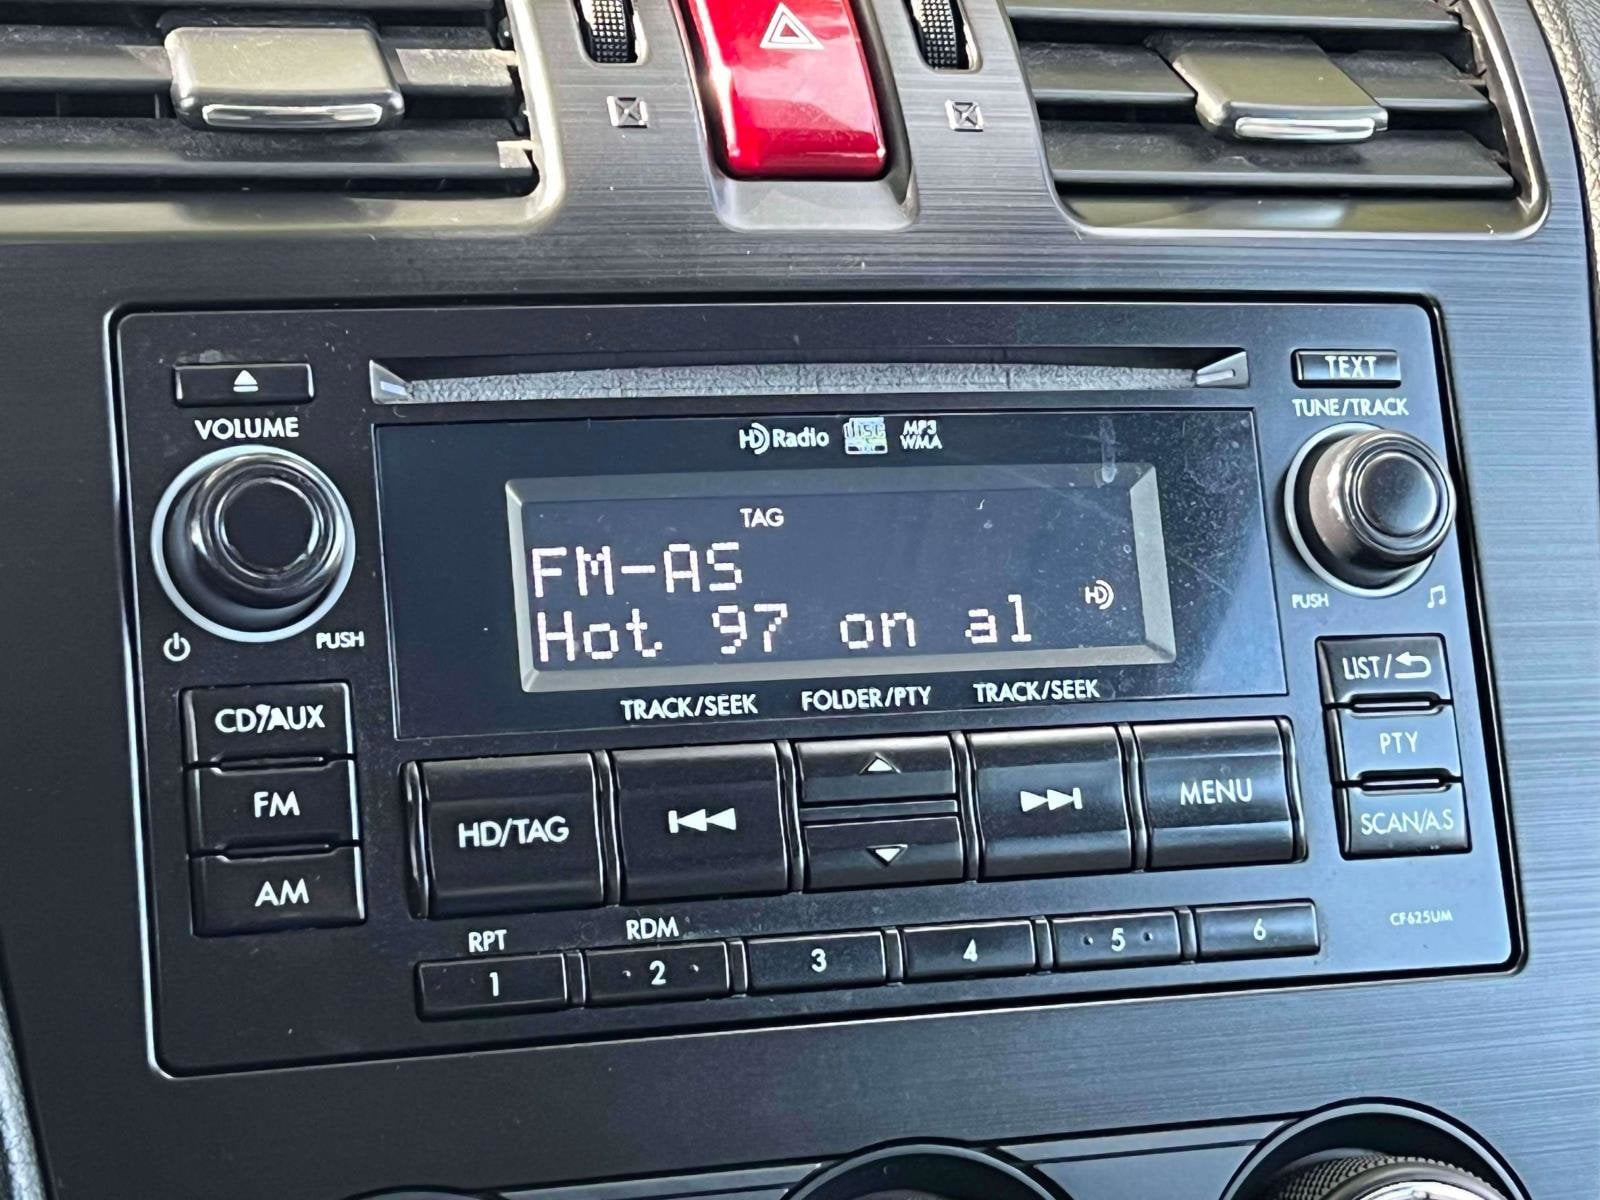 TEXT
TUNE/TRACK
VOLUME
HD Radio
disc
MP3
WMA
TAG
FM-AS
Hot 97 on al
HD
PUSH
PUSH
TRACK/SEEK
FOLDER/PTY
TRACK/SEEK
LIST/
CD/AUX
FM
AM
HD/TAG
MENU
PTY
SCAN/AS
RPT
RDM
1
2
3
4
5
6
CF625UM